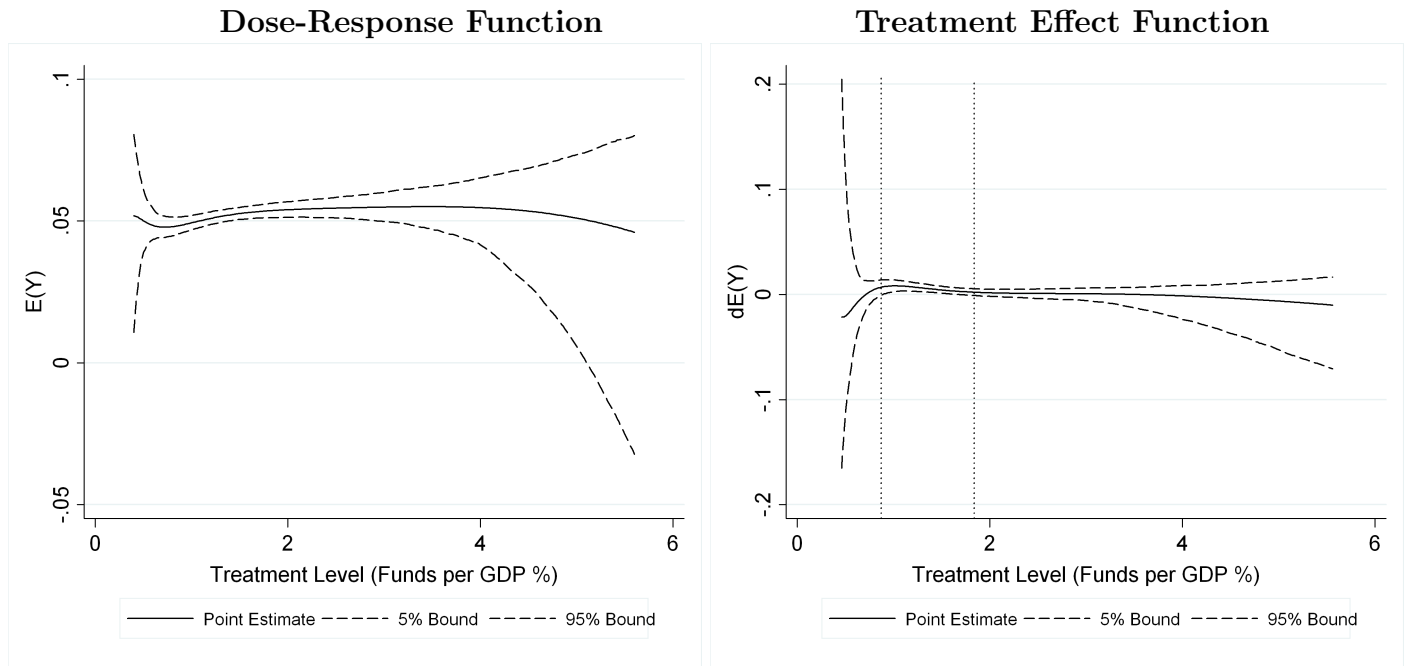 Dose-Response Function
.1
.05
0
-.05
E(Y)
0 2 4 6
Treatment Level (Funds per GDP %)
Point Estimate 5% Bound 95% Bound
Treatment Effect Function
.2
.1
0
-.1
-.2
dE(Y)
0 2 4 6
Treatment Level (Funds per GDP %)
Point Estimate 5% Bound 95% Bound